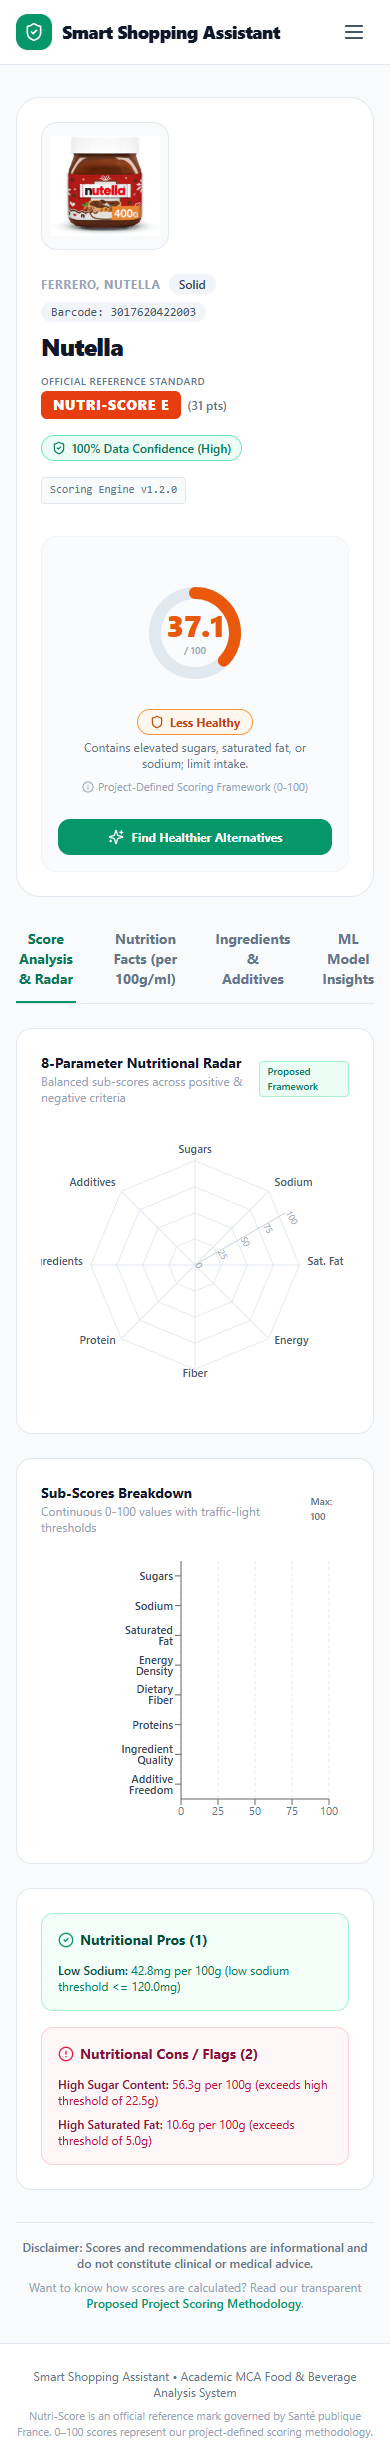 Smart Shopping Assistant
nutella
400g
FERRERO, NUTELLA Solid
Barcode: 3017620422003
Nutella
OFFICIAL REFERENCE STANDARD
NUTRI-SCORE E (31 pts)
100% Data Confidence (High)
Scoring Engine v1.2.0
37.1
/ 100
Less Healthy
Contains elevated sugars, saturated fat, or
sodium; limit intake.
Project-Defined Scoring Framework (0-100)
Find Healthier Alternatives
Score
Analysis
& Radar
Nutrition
Facts (per
100g/ml)
Ingredients
&
Additives
ML
Model
Insights
8-Parameter Nutritional Radar
Balanced sub-scores across positive &
negative criteria
Proposed
Framework
Sugars
Additives
Sodium
100
75
50
25
0
redients
Sat. Fat
Protein
Energy
Fiber
Sub-Scores Breakdown
Continuous 0-100 values with traffic-light
thresholds
Max:
100
Sugars
Sodium
Saturated
Fat
Energy
Density
Dietary
Fiber
Proteins
Ingredient
Quality
Additive
Freedom
0 25 50 75 100
Nutritional Pros (1)
Low Sodium: 42.8mg per 100g (low sodium
threshold <= 120.0mg)
Nutritional Cons / Flags (2)
High Sugar Content: 56.3g per 100g (exceeds high
threshold of 22.5g)
High Saturated Fat: 10.6g per 100g (exceeds
threshold of 5.0g)
Disclaimer: Scores and recommendations are informational and
do not constitute clinical or medical advice.
Want to know how scores are calculated? Read our transparent
Proposed Project Scoring Methodology.
Smart Shopping Assistant • Academic MCA Food & Beverage
Analysis System
Nutri-Score is an official reference mark governed by Santé publique
France. 0–100 scores represent our project-defined scoring methodology.